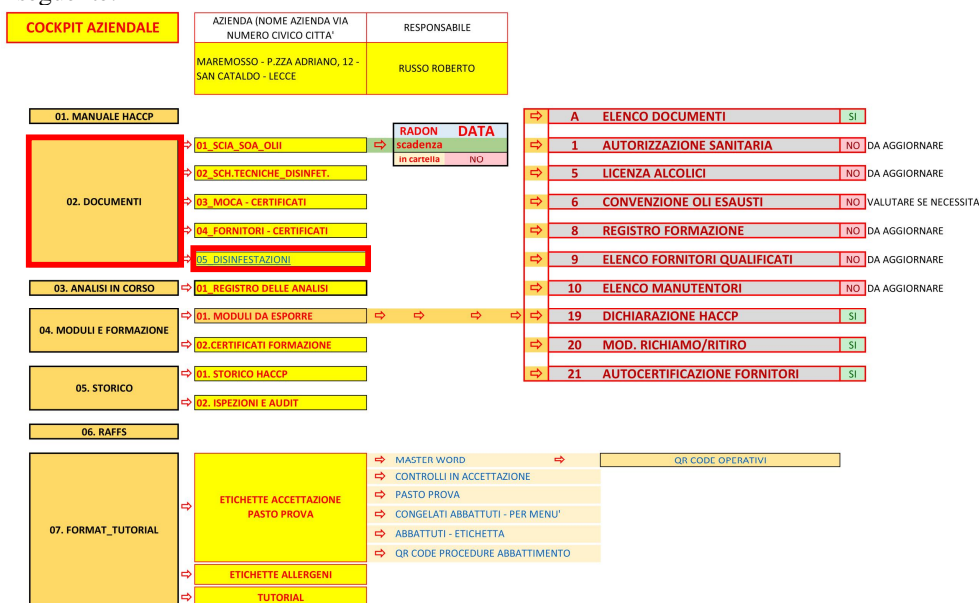 COCKPIT AZIENDALE
AZIENDA (NOME AZIENDA VIA
NUMERO CIVICO CITTA'
RESPONSABILE
MAREMOSSO - P.ZZA ADRIANO, 12 -
SAN CATALDO - LECCE
RUSSO ROBERTO
01. MANUALE HACCP
A ELENCO DOCUMENTI SI
RADON DATA
scadenza
in cartella NO
02. DOCUMENTI
01_SCIA_SOA_OLII
1 AUTORIZZAZIONE SANITARIA NO DA AGGIORNARE
02_SCH.TECNICHE_DISINFET.
5 LICENZA ALCOLICI NO DA AGGIORNARE
03_MOCA - CERTIFICATI
6 CONVENZIONE OLI ESAUSTI NO VALUTARE SE NECESSITA
04_FORNITORI - CERTIFICATI
8 REGISTRO FORMAZIONE NO DA AGGIORNARE
05_DISINFESTAZIONI
9 ELENCO FORNITORI QUALIFICATI NO DA AGGIORNARE
03. ANALISI IN CORSO
01_REGISTRO DELLE ANALISI
10 ELENCO MANUTENTORI NO DA AGGIORNARE
04. MODULI E FORMAZIONE
01. MODULI DA ESPORRE
19 DICHIARAZIONE HACCP SI
02.CERTIFICATI FORMAZIONE
20 MOD. RICHIAMO/RITIRO SI
05. STORICO
01. STORICO HACCP
21 AUTOCERTIFICAZIONE FORNITORI SI
02. ISPEZIONI E AUDIT
06. RAFFS
07. FORMAT_TUTORIAL
ETICHETTE ACCETTAZIONE
PASTO PROVA
MASTER WORD
QR CODE OPERATIVI
CONTROLLI IN ACCETTAZIONE
PASTO PROVA
CONGELATI ABBATTUTI - PER MENU'
ABBATTUTI - ETICHETTA
QR CODE PROCEDURE ABBATTIMENTO
ETICHETTE ALLERGENI
TUTORIAL